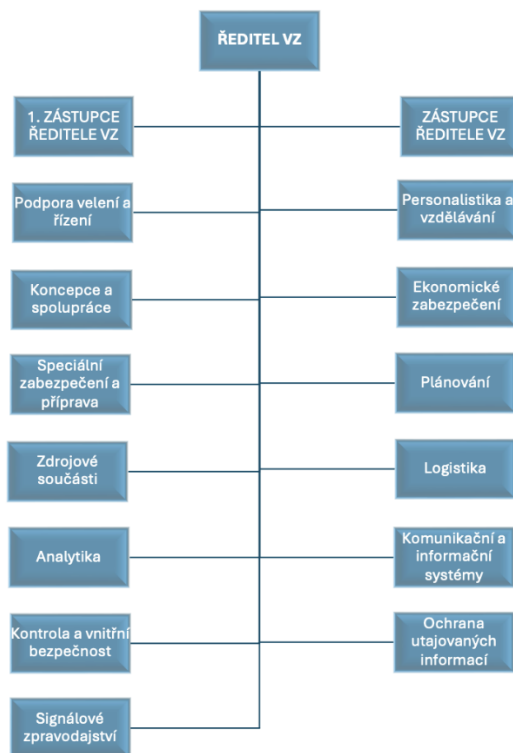 ŘEDITEL VZ
1. ZÁSTUPCE
ŘEDITELE VZ
ZÁSTUPCE
ŘEDITELE VZ
Podpora velení a
řízení
Personalistika a
vzdělávání
Koncepce a
spolupráce
Ekonomické
zabezpečení
Speciální
zabezpečení a
příprava
Plánování
Zdrojové
součásti
Logistika
Analytika
Komunikační a
informační
systémy
Kontrola a vnitřní
bezpečnost
Ochrana
utajovaných
informací
Signálové
zpravodajství